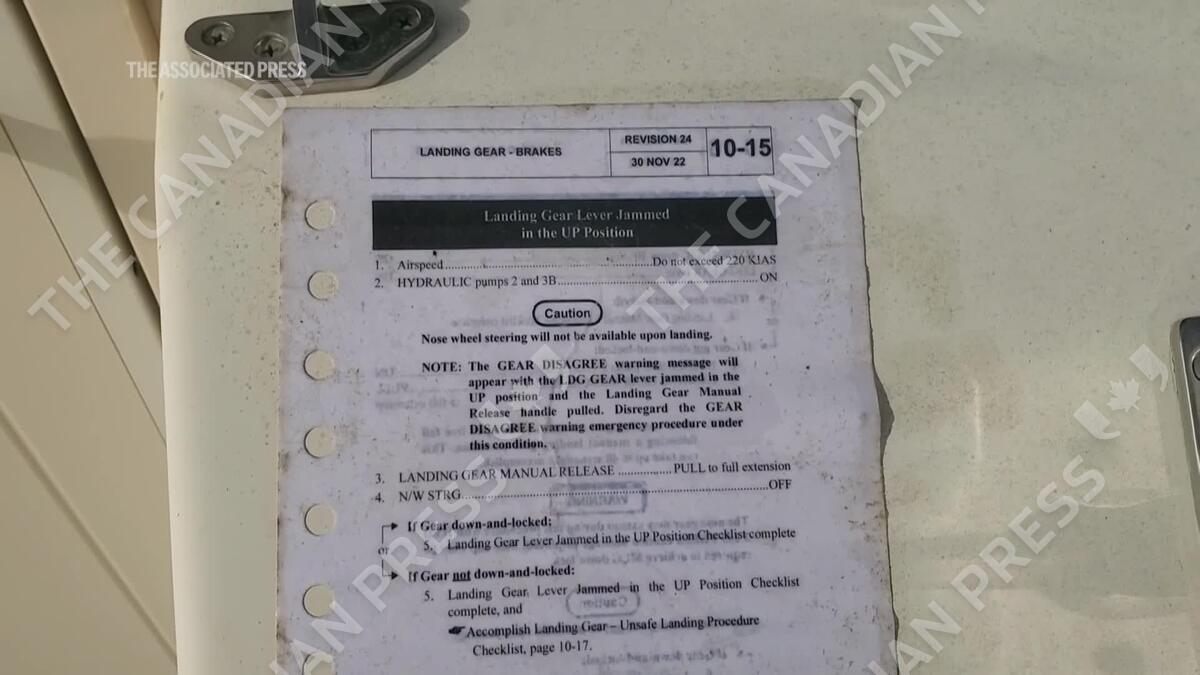 THE ASSOCIATED PRESS
THE CANADIAN PRESS
LANDING GEAR - BRAKES
REVISION 24
30 NOV 22
10-15
Landing Gear Lever Jammed
in the UP Position
1. Airspeed.....Do not exceed 220 KIAS
2. HYDRAULIC pumps 2 and 3B.....ON
Caution
Nose wheel steering will not be available upon landing.
NOTE: The GEAR DISAGREE warning message will
appear with the LDG GEAR lever jammed in the
UP position and the Landing Gear Manual
Release handle pulled. Disregard the GEAR
DISAGREE warning emergency procedure under
this condition.
3. LANDING GEAR MANUAL RELEASE .....PULL to full extension
4. N/W STRG.....OFF
If Gear down-and-locked:
5. Landing Gear Lever Jammed in the UP Position Checklist complete
or
If Gear not down-and-locked:
5. Landing Gear Lever Jammed in the UP Position Checklist
complete, and
Accomplish Landing Gear – Unsafe Landing Procedure
Checklist, page 10-17.
THE CANADIAN PRESS
CANADIAN PRESS
CANADIAN PRESS